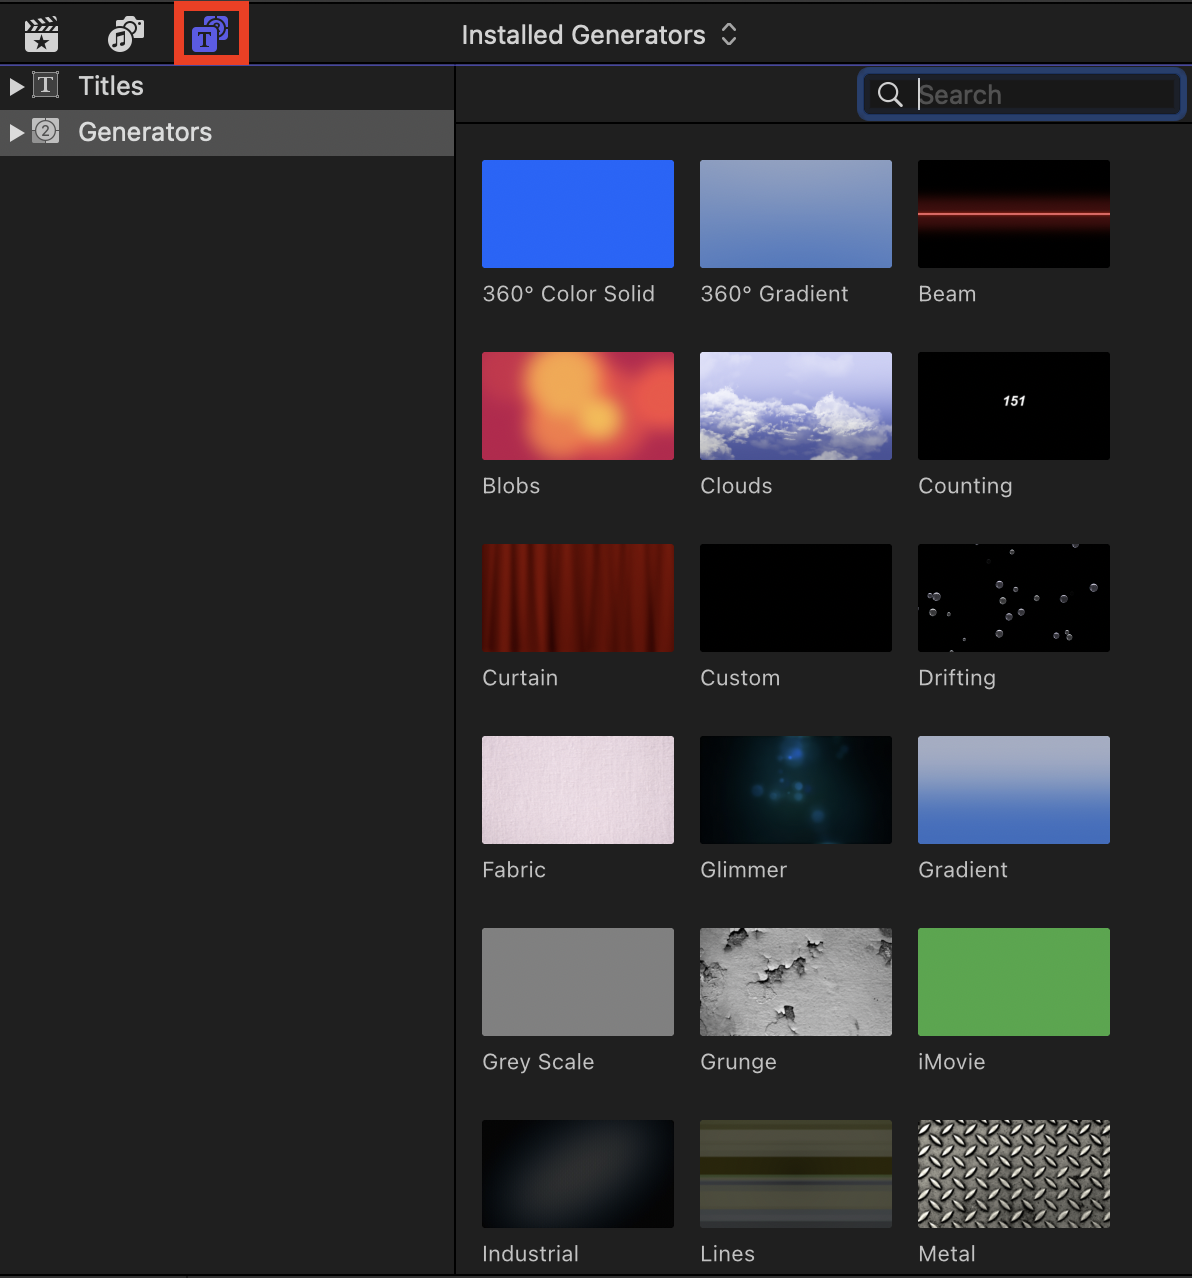 T
Installed Generators
T Titles
Search
2 Generators
360° Color Solid
360° Gradient
Beam
151
Blobs
Clouds
Counting
Curtain
Custom
Drifting
Fabric
Glimmer
Gradient
Grey Scale
Grunge
iMovie
Industrial
Lines
Metal